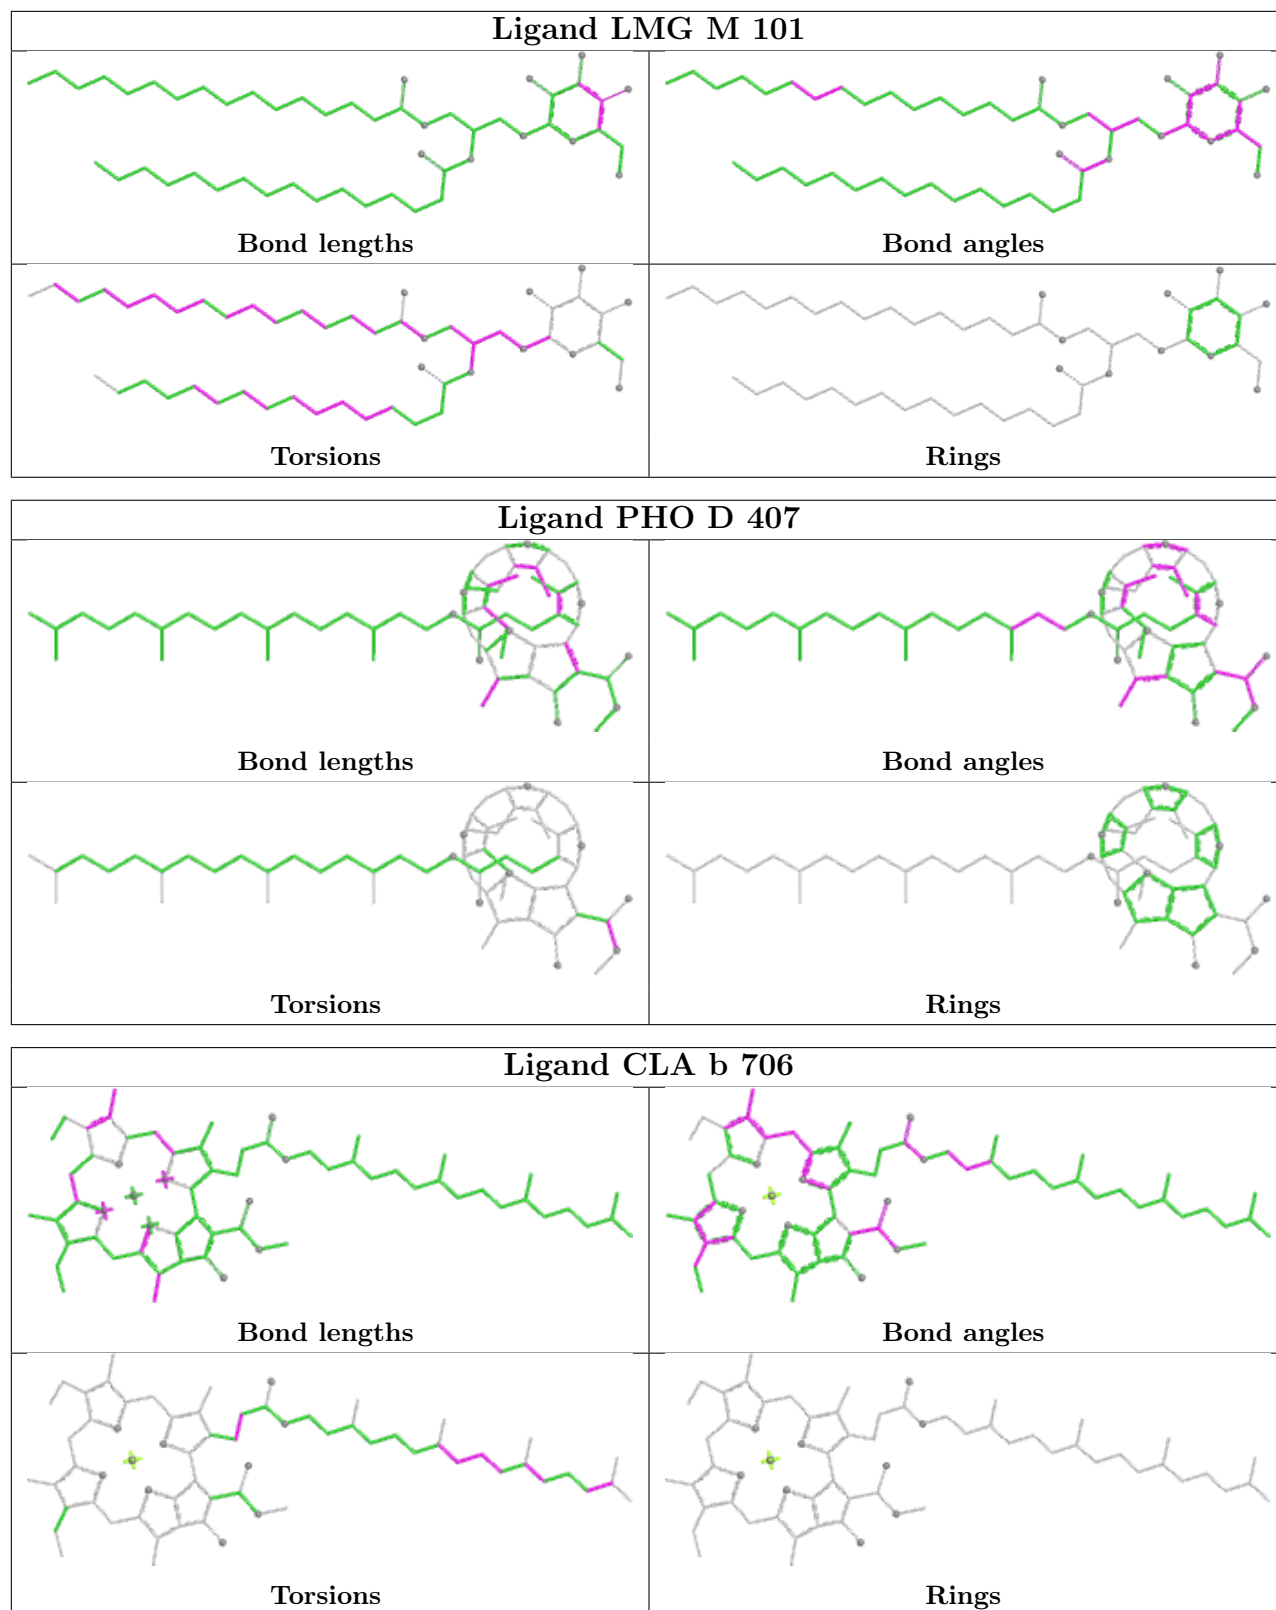 Ligand LMG M 101
Bond lengths
Bond angles
Torsions
Rings
Ligand PHO D 407
Bond lengths
Bond angles
Torsions
Rings
Ligand CLA b 706
Bond lengths
Bond angles
Torsions
Rings